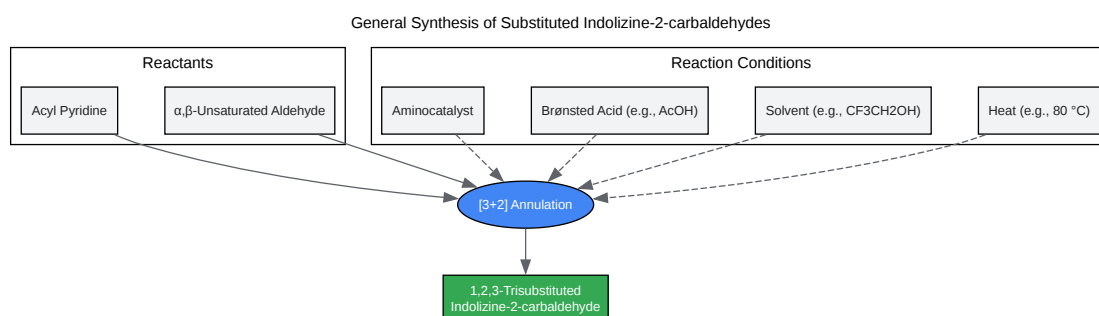 General Synthesis of Substituted Indolizine-2-carbaldehydes
Reactants
Reaction Conditions
Acyl Pyridine
α,β-Unsaturated Aldehyde
Aminocatalyst
Brønsted Acid (e.g., AcOH)
Solvent (e.g., CF3CH2OH)
Heat (e.g., 80 °C)
[3+2] Annulation
1,2,3-Trisubstituted
Indolizine-2-carbaldehyde